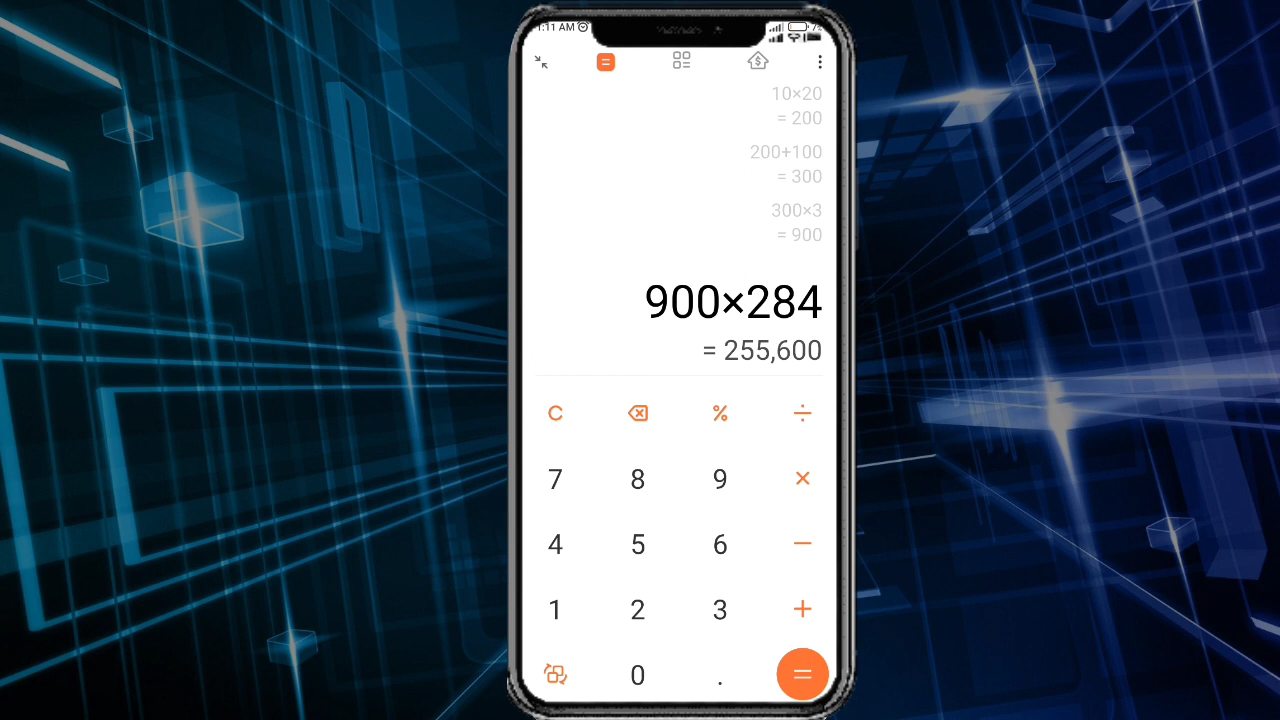 1:11 AM
10×20
= 200
200+100
= 300
300×3
= 900
900×284
= 255,600
C % ÷
7 8 9 ×
4 5 6 −
1 2 3 +
0 . =